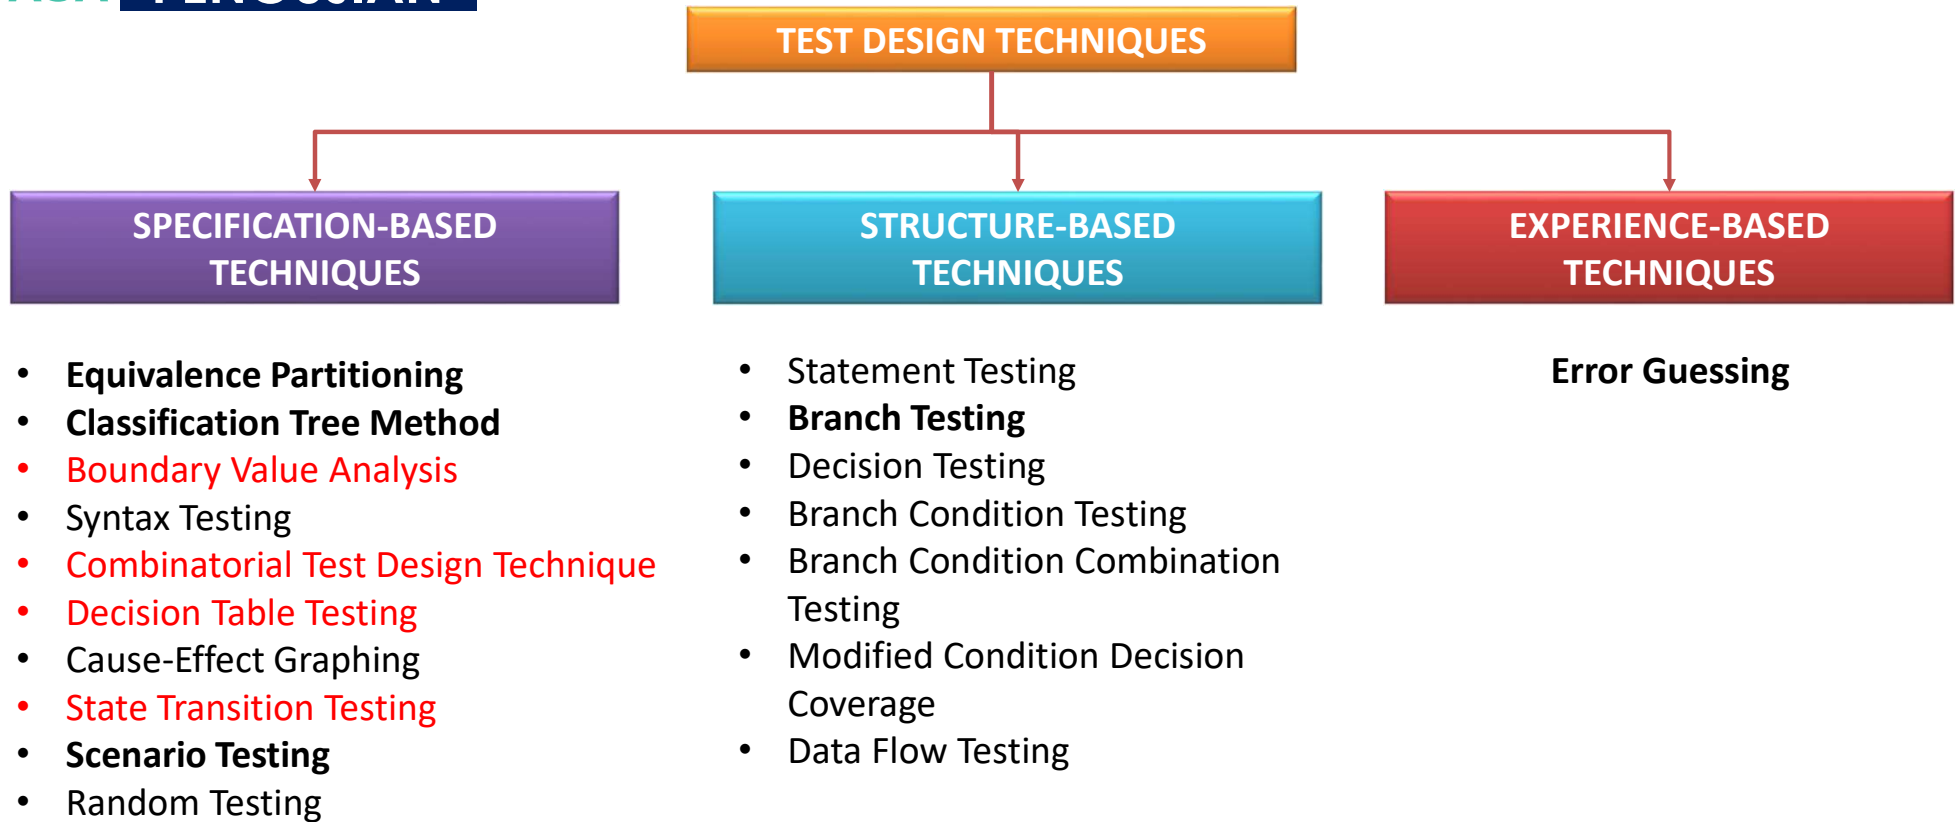 TEST DESIGN TECHNIQUES
SPECIFICATION-BASED
TECHNIQUES
STRUCTURE-BASED
TECHNIQUES
EXPERIENCE-BASED
TECHNIQUES
• Equivalence Partitioning
• Classification Tree Method
• Boundary Value Analysis
• Syntax Testing
• Combinatorial Test Design Technique
• Decision Table Testing
• Cause-Effect Graphing
• State Transition Testing
• Scenario Testing
• Random Testing
• Statement Testing
• Branch Testing
• Decision Testing
• Branch Condition Testing
• Branch Condition Combination
Testing
• Modified Condition Decision
Coverage
• Data Flow Testing
Error Guessing